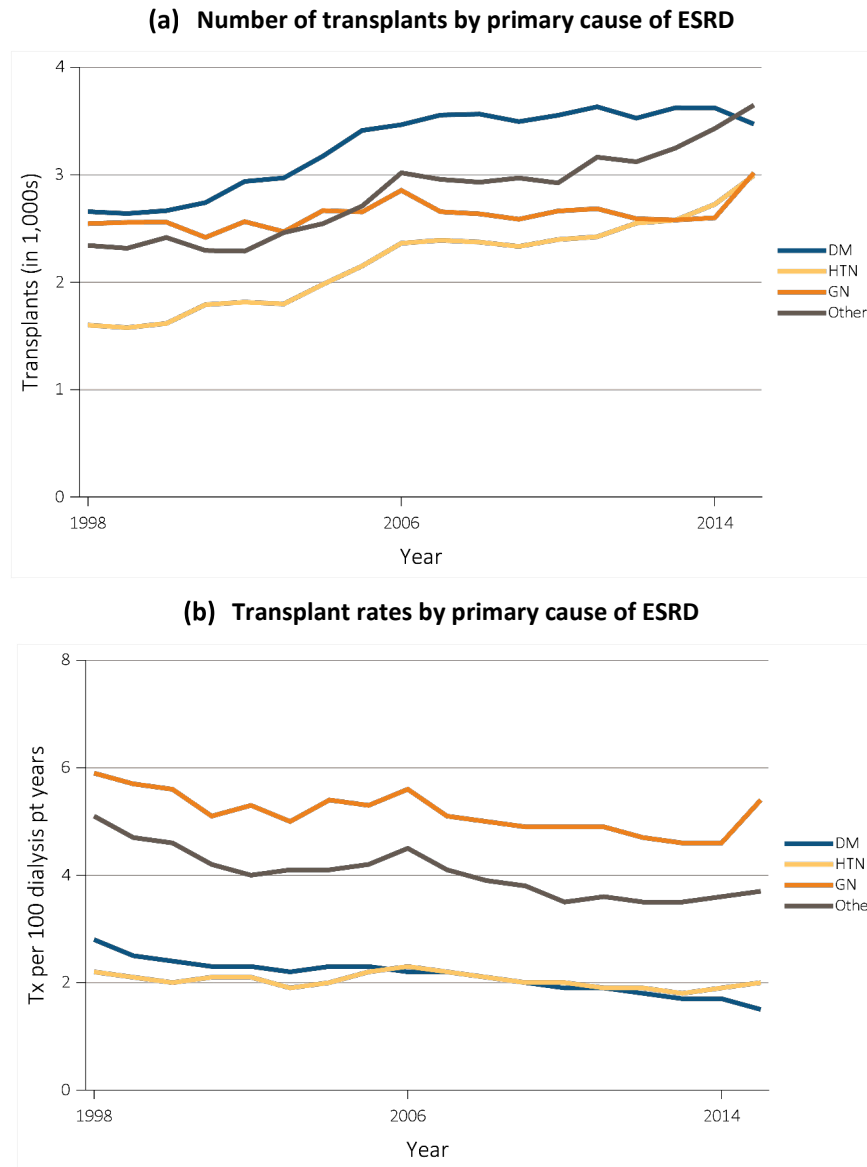 (a) Number of transplants by primary cause of ESRD
4
3
2
1
0
Transplants (in 1,000s)
1998
2006
2014
Year
DM
HTN
GN
Other
(b) Transplant rates by primary cause of ESRD
8
6
4
2
0
Tx per 100 dialysis pt years
1998
2006
2014
Year
DM
HTN
GN
Other